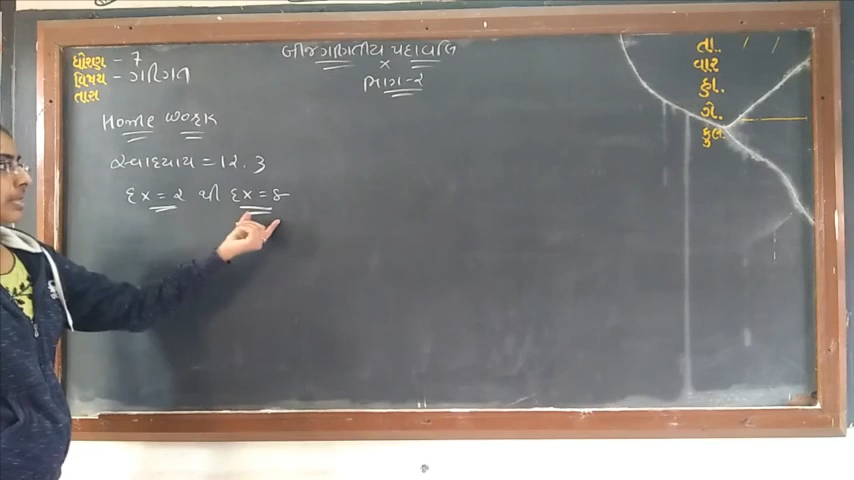 ધોરણ - 7
વિષય - ગણિત
તાસ
બીજગણિતીય પદાવલિ
×
ભાગ-૨
તા.. / /
વાર
હા..
ગે.
કુલ.
Home work
સ્વાધ્યાય = 12.3
દા x = ૨ થી દા x = ૬